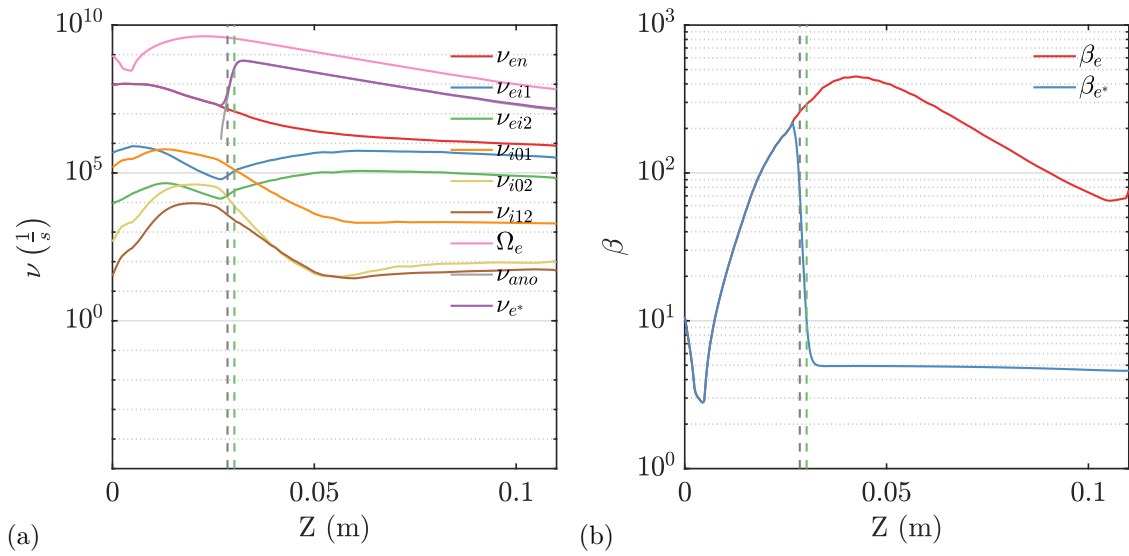 10^10
10^5
10^0
ν (1/s)
0
0.05
0.1
Z (m)
(a)
ν_en
ν_ei1
ν_ei2
ν_i01
ν_i02
ν_i12
Ω_e
ν_ano
ν_e*
10^3
10^2
10^1
10^0
β
0
0.05
0.1
Z (m)
(b)
β_e
β_e*